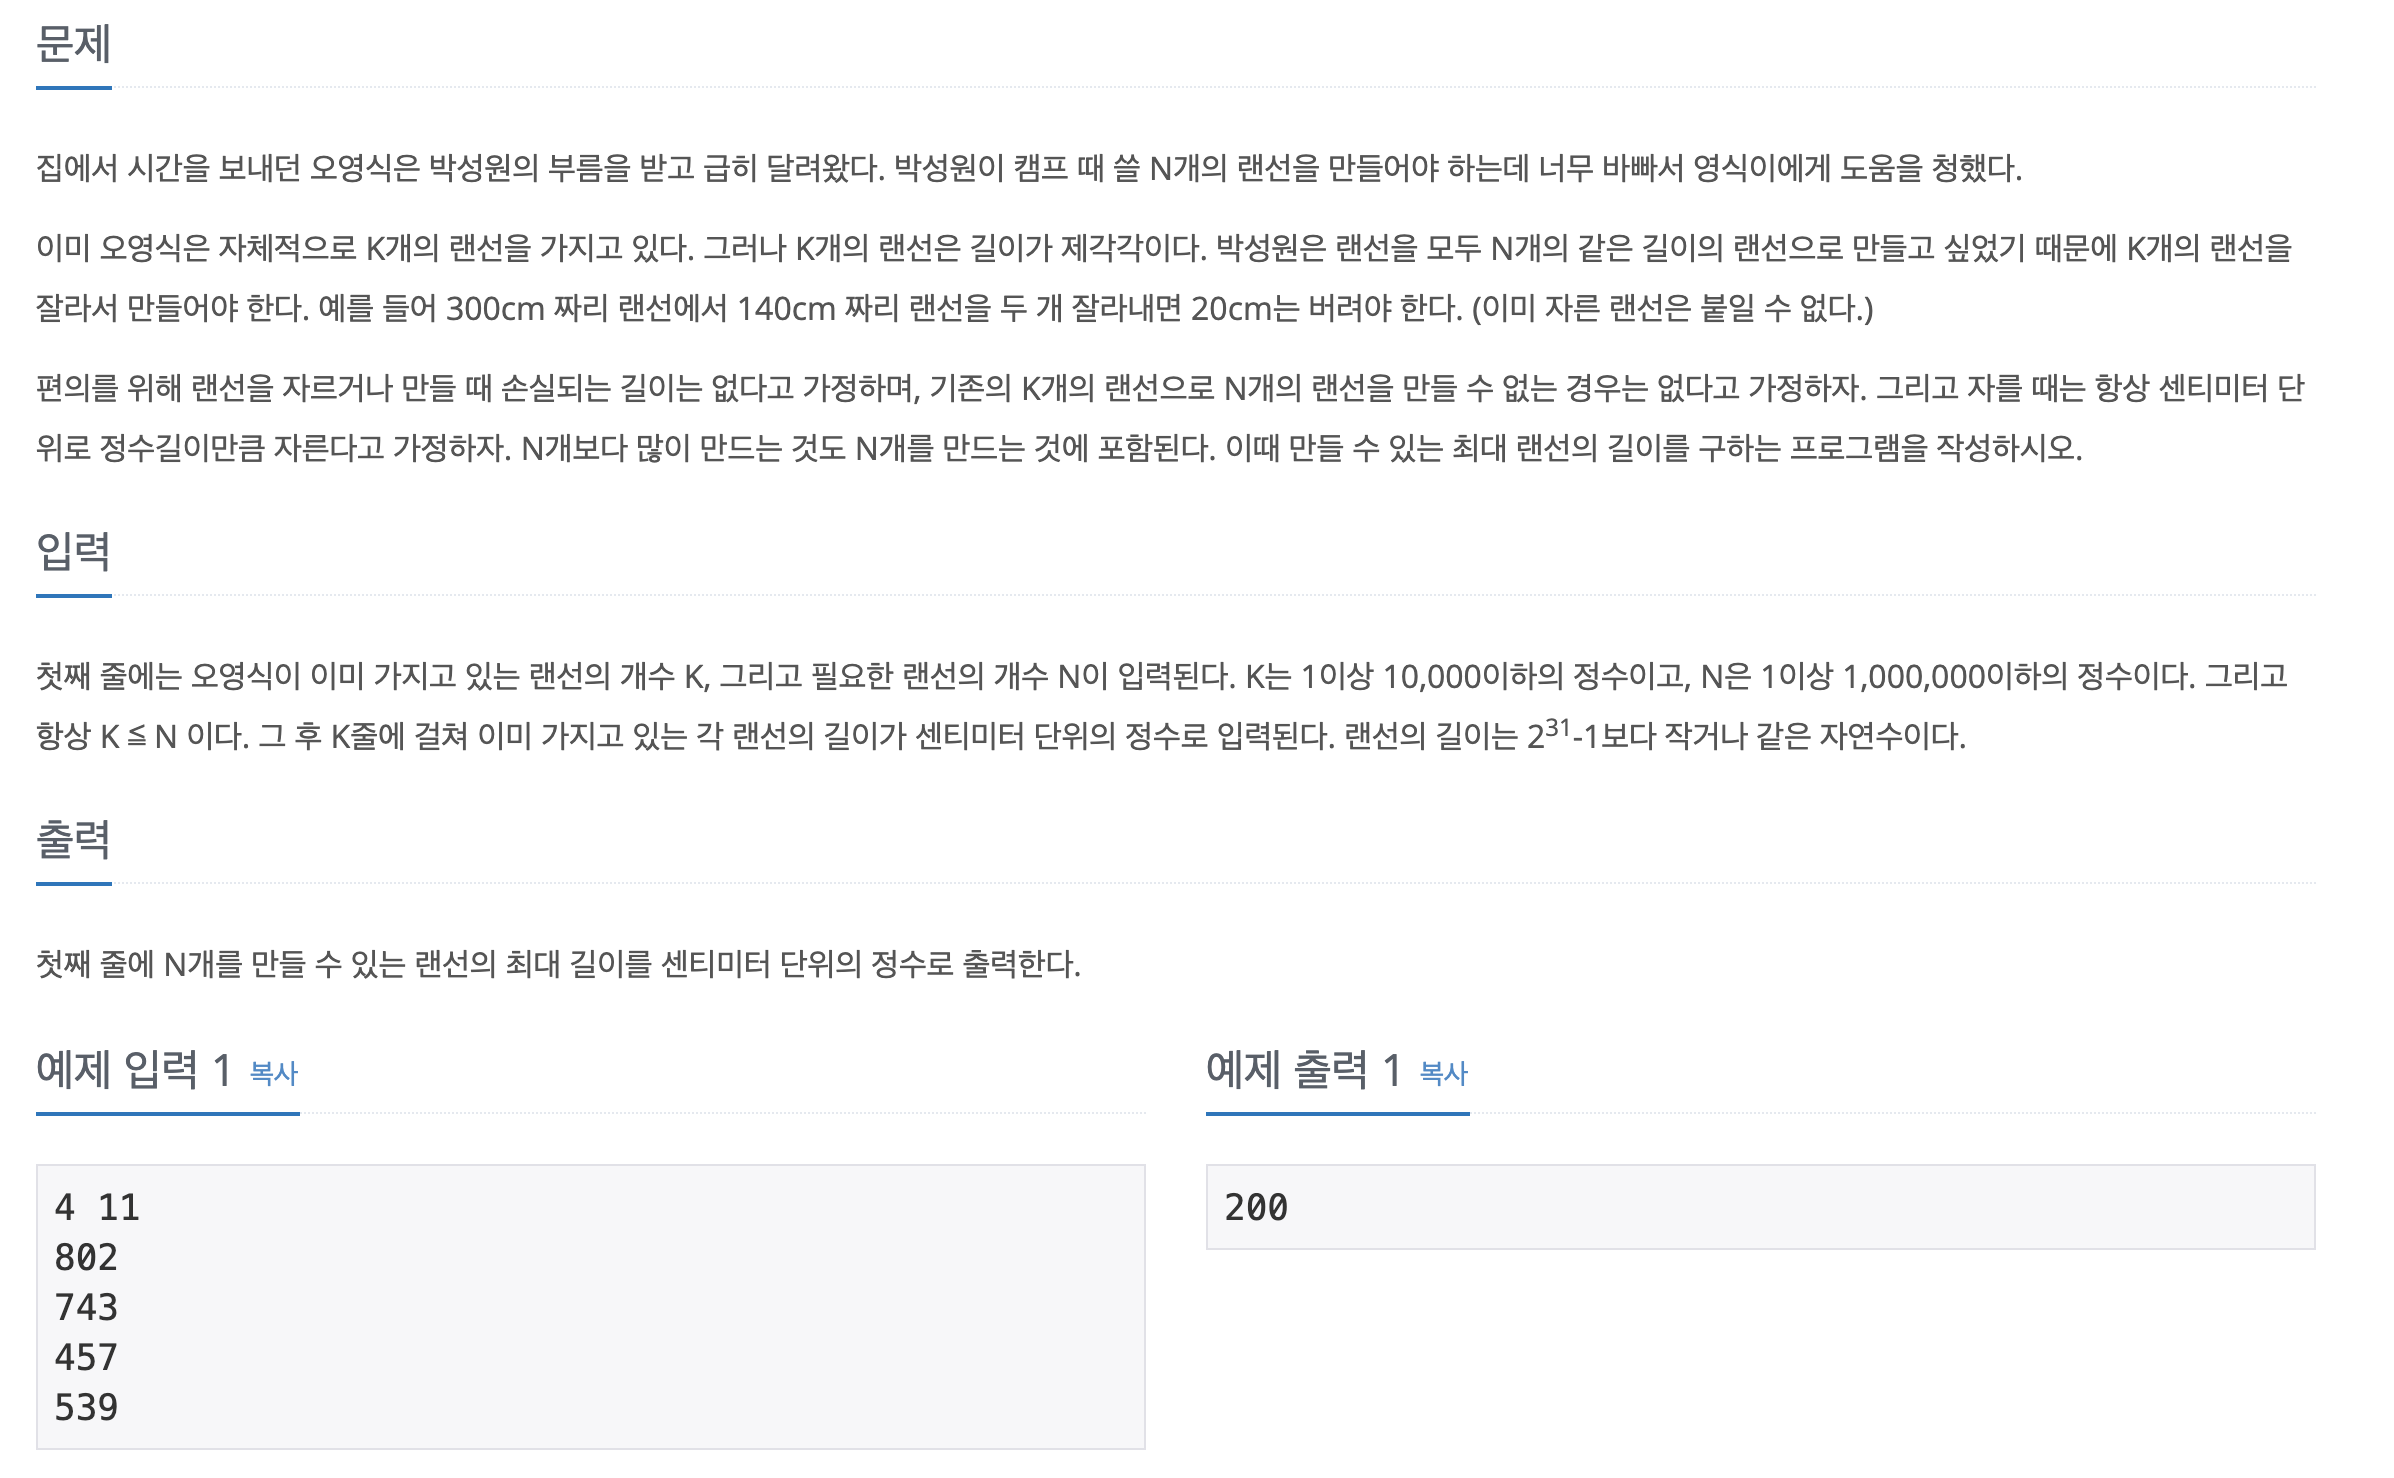 문제
집에서 시간을 보내던 오영식은 박성원의 부름을 받고 급히 달려왔다. 박성원이 캠프 때 쓸 N개의 랜선을 만들어야 하는데 너무 바빠서 영식이에게 도움을 청했다.
이미 오영식은 자체적으로 K개의 랜선을 가지고 있다. 그러나 K개의 랜선은 길이가 제각각이다. 박성원은 랜선을 모두 N개의 같은 길이의 랜선으로 만들고 싶었기 때문에 K개의 랜선을
잘라서 만들어야 한다. 예를 들어 300cm 짜리 랜선에서 140cm 짜리 랜선을 두 개 잘라내면 20cm는 버려야 한다. (이미 자른 랜선은 붙일 수 없다.)
편의를 위해 랜선을 자르거나 만들 때 손실되는 길이는 없다고 가정하며, 기존의 K개의 랜선으로 N개의 랜선을 만들 수 없는 경우는 없다고 가정하자. 그리고 자를 때는 항상 센티미터 단
위로 정수길이만큼 자른다고 가정하자. N개보다 많이 만드는 것도 N개를 만드는 것에 포함된다. 이때 만들 수 있는 최대 랜선의 길이를 구하는 프로그램을 작성하시오.
입력
첫째 줄에는 오영식이 이미 가지고 있는 랜선의 개수 K, 그리고 필요한 랜선의 개수 N이 입력된다. K는 1이상 10,000이하의 정수이고, N은 1이상 1,000,000이하의 정수이다. 그리고
항상 K ≦ N 이다. 그 후 K줄에 걸쳐 이미 가지고 있는 각 랜선의 길이가 센티미터 단위의 정수로 입력된다. 랜선의 길이는 2³¹-1보다 작거나 같은 자연수이다.
출력
첫째 줄에 N개를 만들 수 있는 랜선의 최대 길이를 센티미터 단위의 정수로 출력한다.
예제 입력 1 복사
4 11
802
743
457
539
예제 출력 1 복사
200